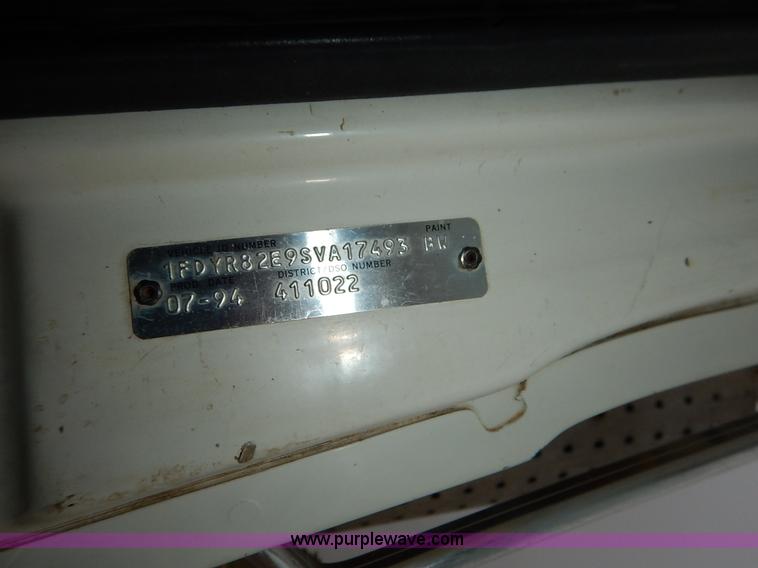 VEHICLE ID NUMBER PAINT
1FDYR82E9SVA17493 BW
PROD. DATE DISTRICT/DSO NUMBER
07-94 411022
www.purplewave.com